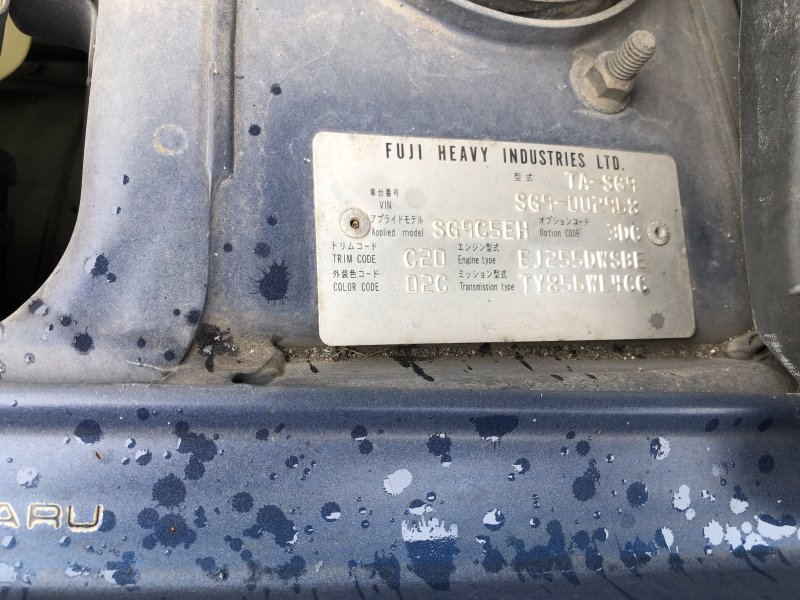 FUJI HEAVY INDUSTRIES LTD.
型式 TA-SG9
車台番号 VIN SG9-002968
アプライドモデル Applied model SG9C5EH オプションコード Option CODE 3DC
トリムコード TRIM CODE C20 エンジン型式 Engine type EJ255DWSBE
外装色コード COLOR CODE 02C ミッション型式 Transmission type TY856WL4CC
ARU